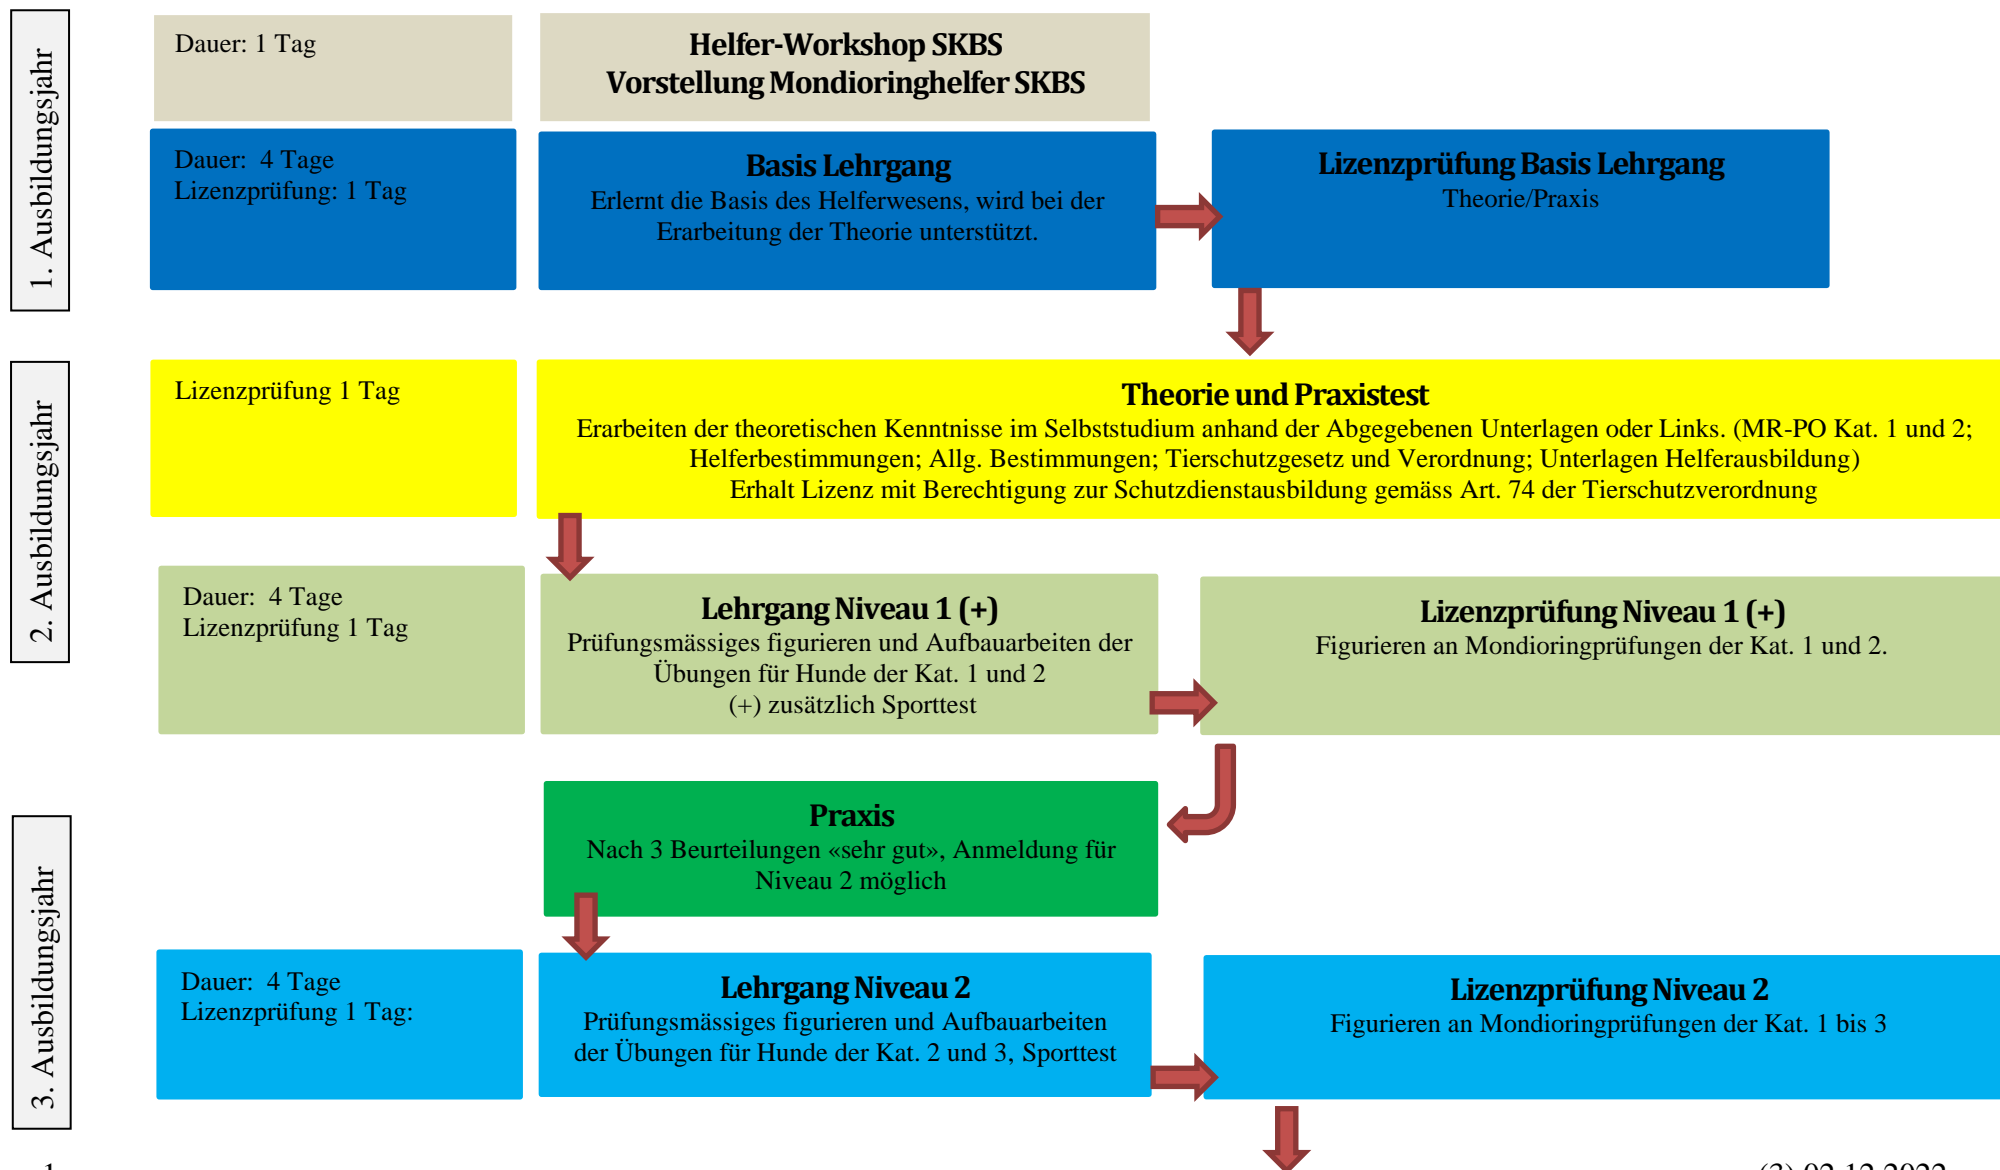 1. Ausbildungsjahr
Dauer: 1 Tag
Helfer-Workshop SKBS
Vorstellung Mondioringhelfer SKBS
Dauer: 4 Tage
Lizenzprüfung: 1 Tag
Basis Lehrgang
Erlernt die Basis des Helferwesens, wird bei der
Erarbeitung der Theorie unterstützt.
Lizenzprüfung Basis Lehrgang
Theorie/Praxis
2. Ausbildungsjahr
Lizenzprüfung 1 Tag
Theorie und Praxistest
Erarbeiten der theoretischen Kenntnisse im Selbststudium anhand der Abgegebenen Unterlagen oder Links. (MR-PO Kat. 1 und 2;
Helferbestimmungen; Allg. Bestimmungen; Tierschutzgesetz und Verordnung; Unterlagen Helferausbildung)
Erhalt Lizenz mit Berechtigung zur Schutzdienstausbildung gemäss Art. 74 der Tierschutzverordnung
Dauer: 4 Tage
Lizenzprüfung 1 Tag
Lehrgang Niveau 1 (+)
Prüfungsmässiges figurieren und Aufbauarbeiten der
Übungen für Hunde der Kat. 1 und 2
(+) zusätzlich Sporttest
Lizenzprüfung Niveau 1 (+)
Figurieren an Mondioringprüfungen der Kat. 1 und 2.
3. Ausbildungsjahr
Praxis
Nach 3 Beurteilungen «sehr gut», Anmeldung für
Niveau 2 möglich
Dauer: 4 Tage
Lizenzprüfung 1 Tag:
Lehrgang Niveau 2
Prüfungsmässiges figurieren und Aufbauarbeiten
der Übungen für Hunde der Kat. 2 und 3, Sporttest
Lizenzprüfung Niveau 2
Figurieren an Mondioringprüfungen der Kat. 1 bis 3
1
(3) 02.12.2022